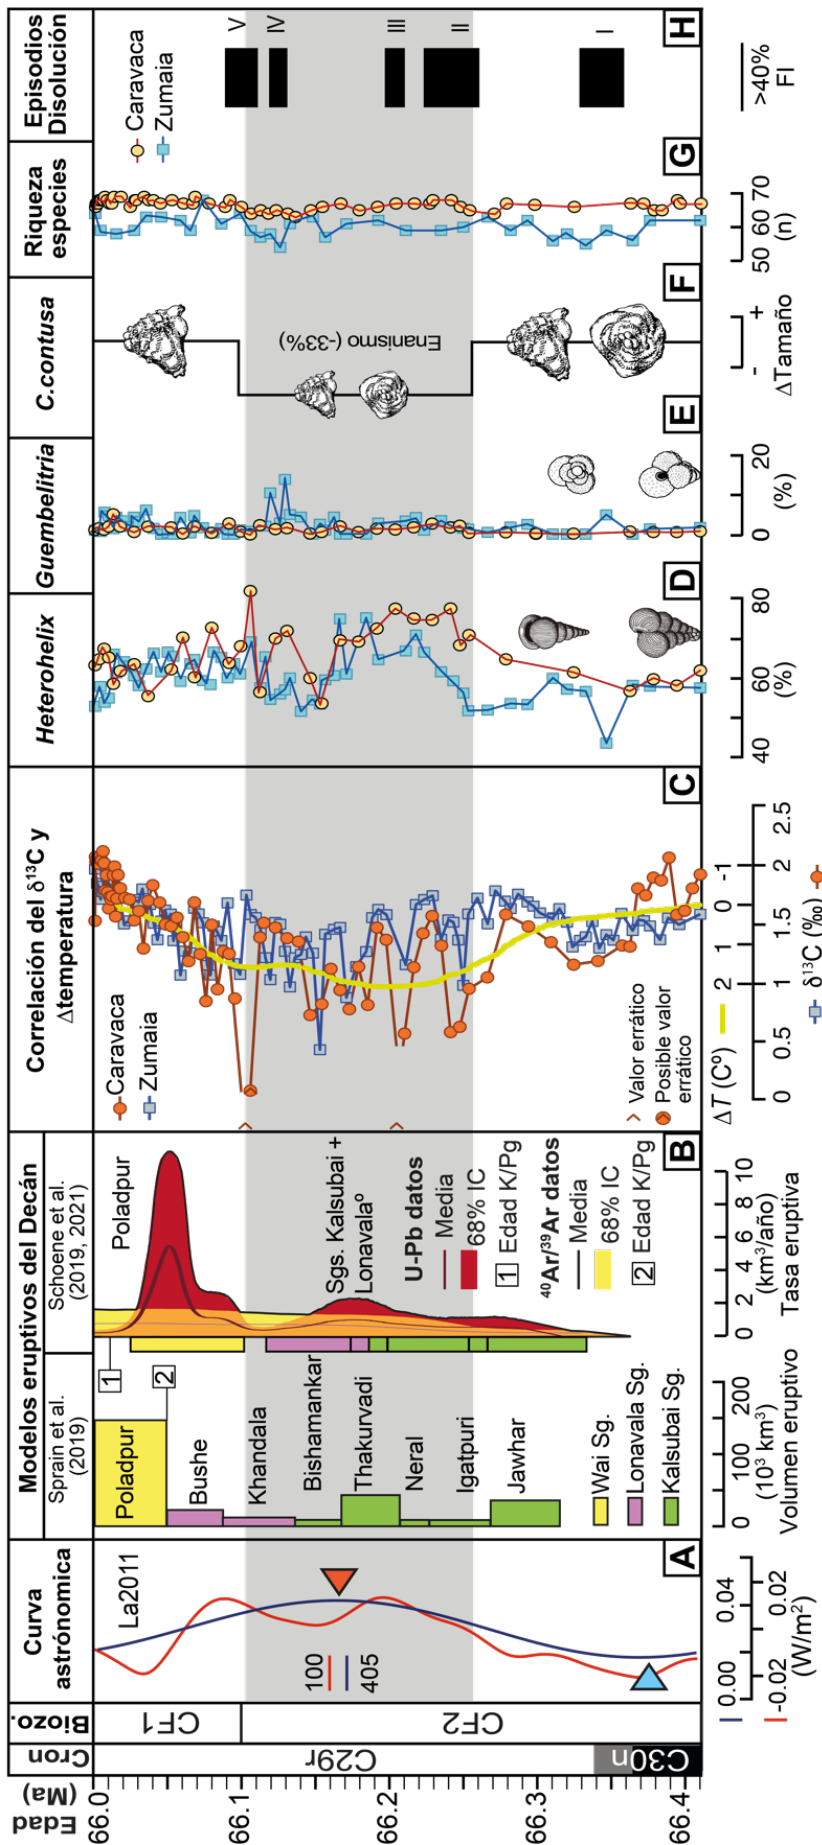 Edad
(Ma)
66.0
66.1
66.2
66.3
66.4
Cron
C29r
C30n
Biozo.
CF1
CF2
Curva
astrónomica
La2011
100
405
A
0.00
0.04
-0.02
0.02
(W/m²)
Modelos eruptivos del Decán
Sprain et al.
(2019)
Schoene et al.
(2019, 2021)
Poladpur
Bushe
Khandala
Bishamankar
Thakurvadi
Neral
Igatpuri
Jawhar
Wai Sg.
Lonavala Sg.
Kalsubai Sg.
0
100
200
(10³ km³)
Volumen eruptivo
1
2
Poladpur
Sgs. Kalsubai +
Lonavalaº
U-Pb datos
Media
68% IC
1 Edad K/Pg
⁴⁰Ar/³⁹Ar datos
Media
68% IC
2 Edad K/Pg
B
0
2
4
6
8
10
(km³/año)
Tasa eruptiva
Correlación del δ¹³C y
Δtemperatura
Caravaca
Zumaia
Valor errático
Posible valor
errático
C
ΔT (Cº)
2
1
0
-1
0
0.5
1
1.5
2
2.5
δ¹³C (‰)
Heterohelix
D
40
60
80
(%)
Guembelitria
E
0
20
(%)
C.contusa
Enanismo (-33%)
F
-
+
ΔTamaño
Riqueza
especies
Caravaca
Zumaia
G
50
60
70
(n)
Episodios
Disolución
V
IV
III
II
I
H
>40%
FI